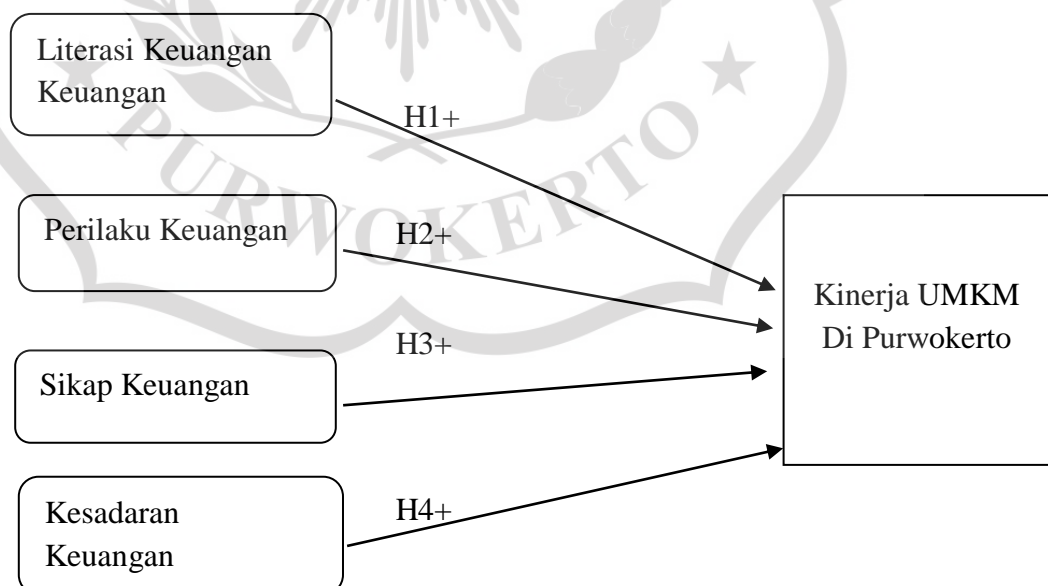 Literasi Keuangan
Keuangan
H1+
Perilaku Keuangan
H2+
Kinerja UMKM
Di Purwokerto
H3+
Sikap Keuangan
H4+
Kesadaran
Keuangan
PURWOKERTO